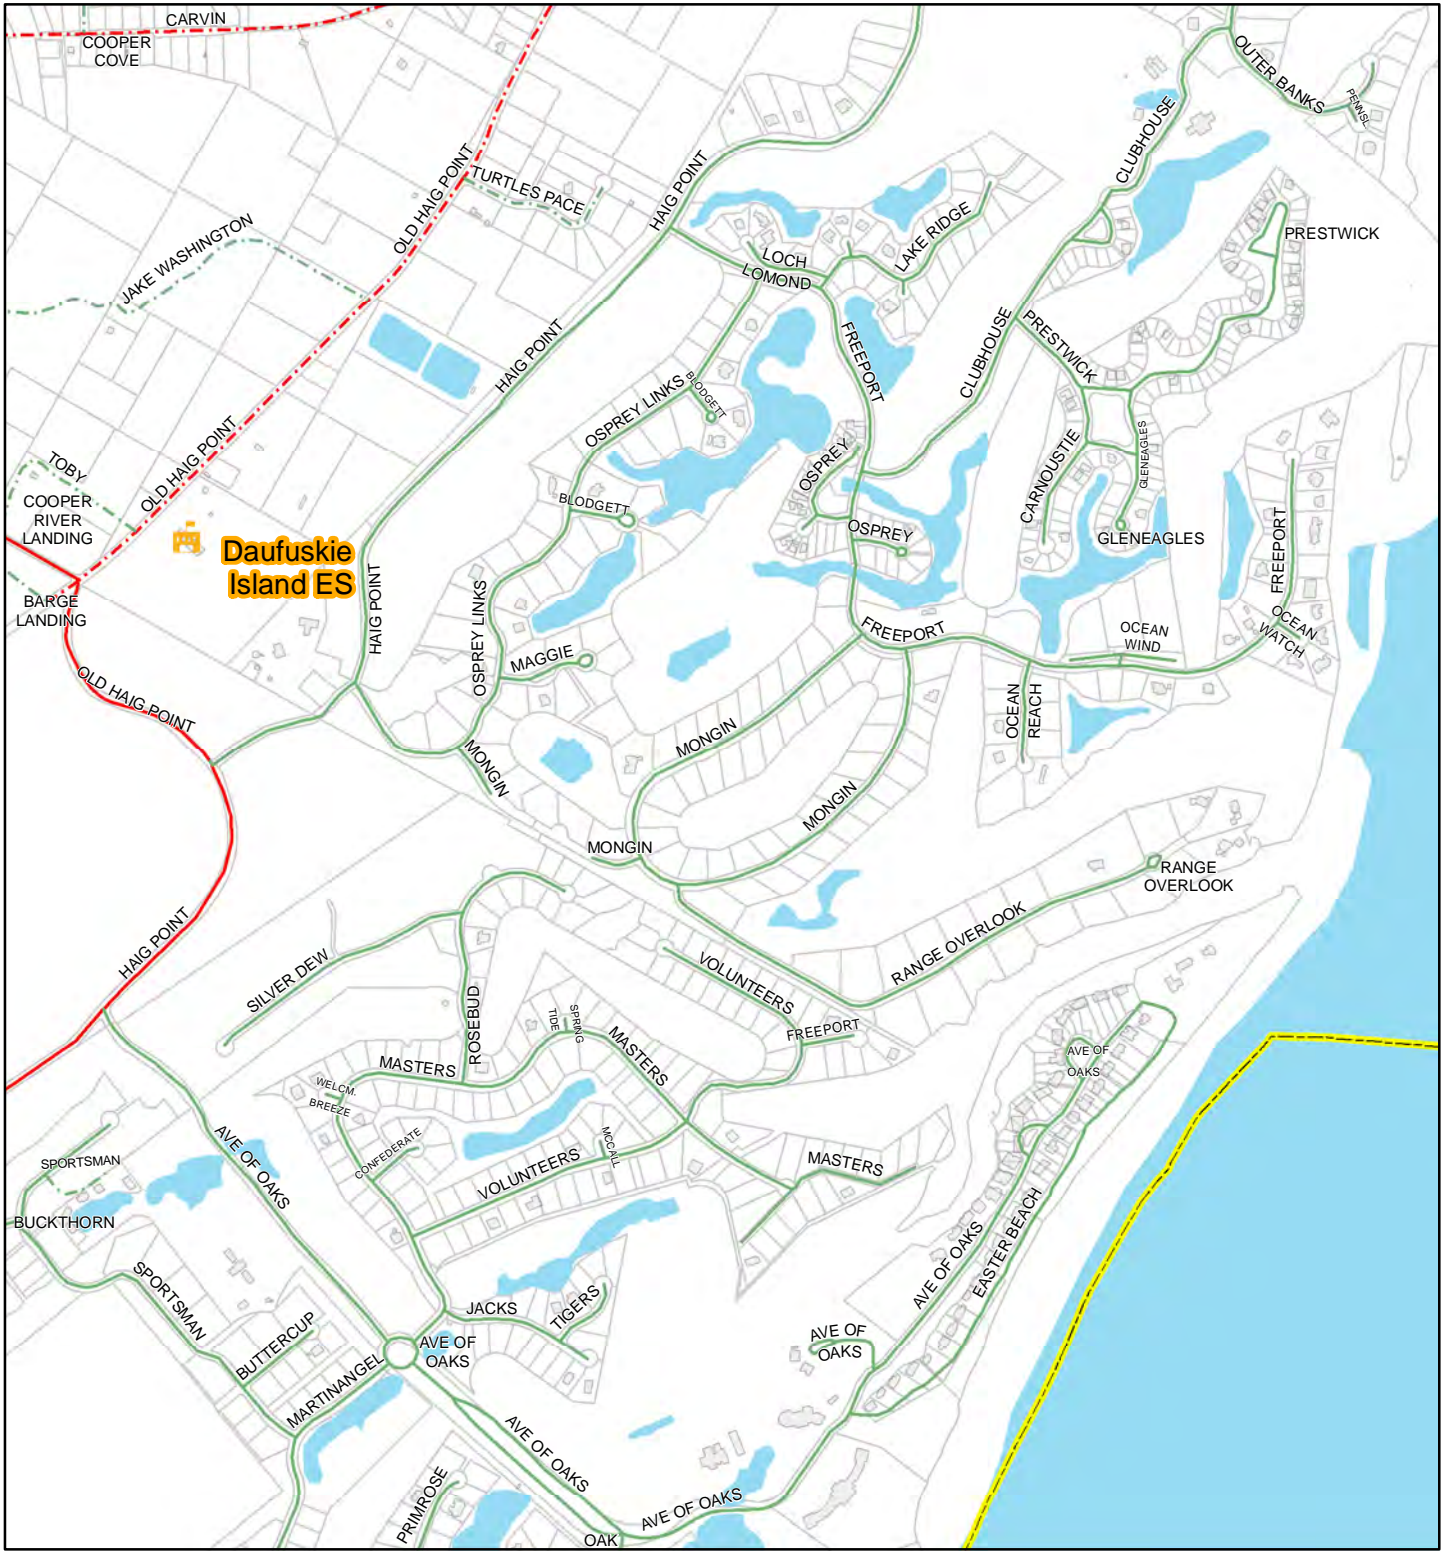 CARVIN
COOPER
COVE
OUTER BANKS
PENNSL.
CLUBHOUSE
OLD HAIG POINT
TURTLES PACE
HAIG POINT
JAKE WASHINGTON
LAKE RIDGE
PRESTWICK
LOCH
LOMOND
HAIG POINT
FREEPORT
CLUBHOUSE
PRESTWICK
BLODGETT
OSPREY LINKS
OLD HAIG POINT
TOBY
OSPREY
CARNOUSTIE
GLENEAGLES
COOPER
RIVER
LANDING
BLODGETT
OSPREY
GLENEAGLES
FREEPORT
Daufuskie
Island ES
BARGE
LANDING
HAIG POINT
OSPREY LINKS
MAGGIE
FREEPORT
OCEAN
WIND
OCEAN
WATCH
OLD HAIG POINT
OCEAN
REACH
MONGIN
MONGIN
MONGIN
MONGIN
RANGE
OVERLOOK
HAIG POINT
SILVER DEW
VOLUNTEERS
RANGE OVERLOOK
ROSEBUD
SPRING
TIDE
MASTERS
FREEPORT
MASTERS
AVE OF
OAKS
WELCM.
BREEZE
CONFEDERATE
MCCALL
AVE OF OAKS
SPORTSMAN
VOLUNTEERS
MASTERS
BUCKTHORN
AVE OF OAKS
EASTER BEACH
SPORTSMAN
JACKS
TIGERS
BUTTERCUP
AVE OF
OAKS
AVE OF
OAKS
MARTINANGEL
AVE OF OAKS
PRIMROSE
AVE OF OAKS
OAK